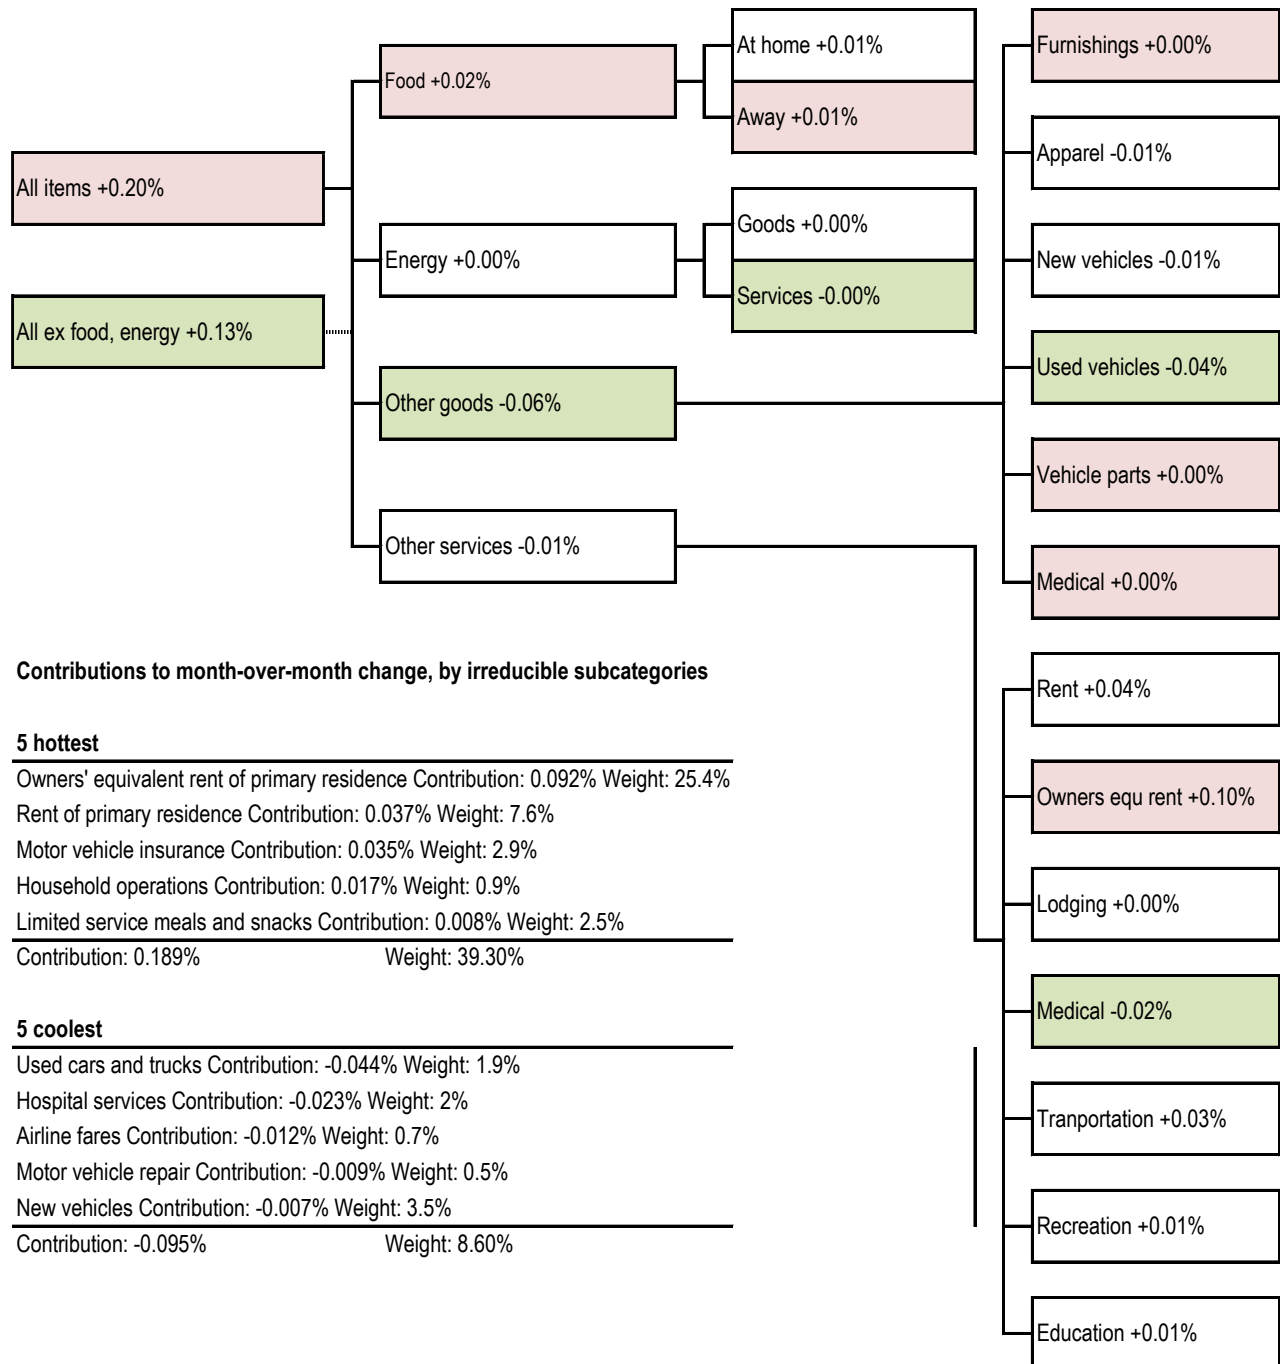 All items +0.20%
All ex food, energy +0.13%
Food +0.02%
Energy +0.00%
Other goods -0.06%
Other services -0.01%
At home +0.01%
Away +0.01%
Goods +0.00%
Services -0.00%
Furnishings +0.00%
Apparel -0.01%
New vehicles -0.01%
Used vehicles -0.04%
Vehicle parts +0.00%
Medical +0.00%
Rent +0.04%
Owners equ rent +0.10%
Lodging +0.00%
Medical -0.02%
Tranportation +0.03%
Recreation +0.01%
Education +0.01%
Contributions to month-over-month change, by irreducible subcategories
5 hottest
Owners' equivalent rent of primary residence Contribution: 0.092% Weight: 25.4%
Rent of primary residence Contribution: 0.037% Weight: 7.6%
Motor vehicle insurance Contribution: 0.035% Weight: 2.9%
Household operations Contribution: 0.017% Weight: 0.9%
Limited service meals and snacks Contribution: 0.008% Weight: 2.5%
Contribution: 0.189% Weight: 39.30%
5 coolest
Used cars and trucks Contribution: -0.044% Weight: 1.9%
Hospital services Contribution: -0.023% Weight: 2%
Airline fares Contribution: -0.012% Weight: 0.7%
Motor vehicle repair Contribution: -0.009% Weight: 0.5%
New vehicles Contribution: -0.007% Weight: 3.5%
Contribution: -0.095% Weight: 8.60%